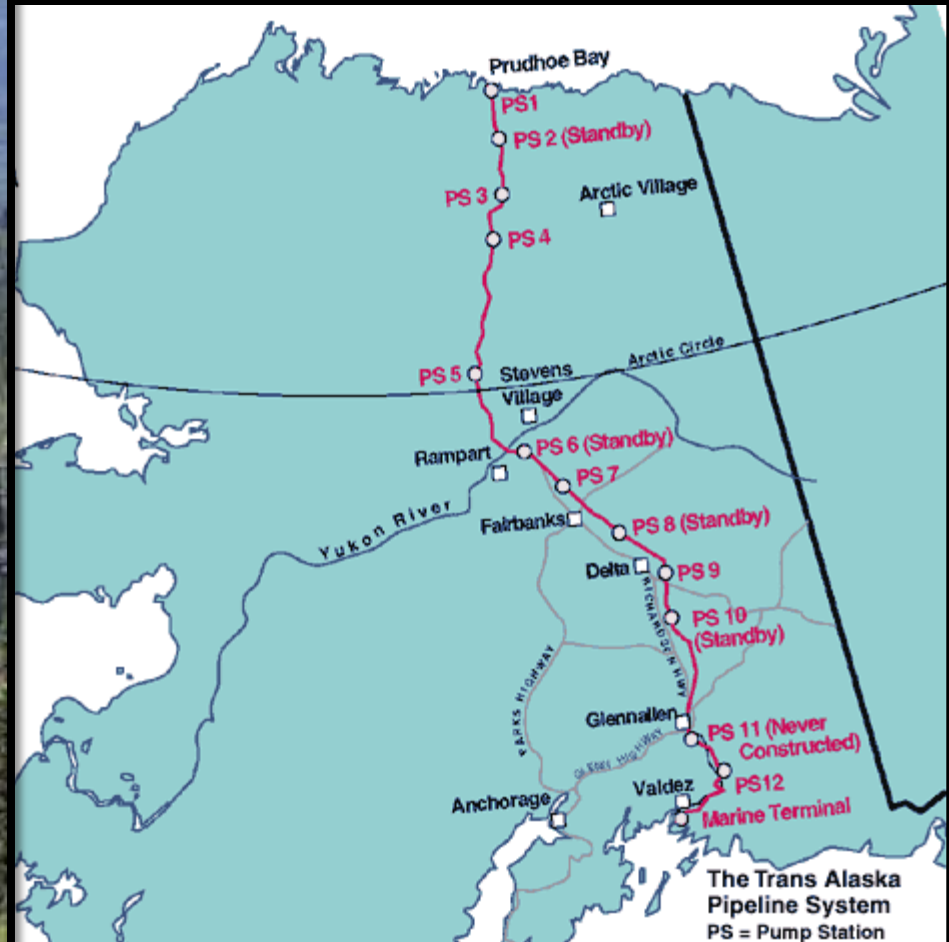 Prudhoe Bay
PS1
PS 2 (Standby)
Arctic Village
PS 3
PS 4
Arctic Circle
PS 5
Stevens
Village
PS 6 (Standby)
Rampart
PS 7
Yukon River
Fairbanks
PS 8 (Standby)
Delta
PS 9
RICHARDSON HWY
PS 10
(Standby)
PARKS HIGHWAY
Glennallen
PS 11 (Never
Constructed)
GLENN HIGHWAY
PS12
Valdez
Anchorage
Marine Terminal
The Trans Alaska
Pipeline System
PS = Pump Station